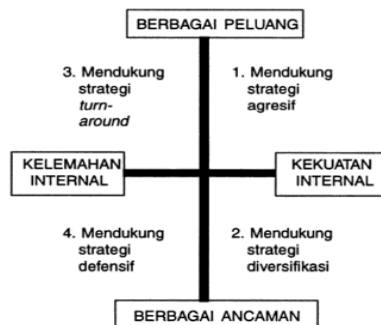 BERBAGAI PELUANG
3. Mendukung
strategi
turn-
around
1. Mendukung
strategi
agresif
KELEMAHAN
INTERNAL
KEKUATAN
INTERNAL
4. Mendukung
strategi
defensif
2. Mendukung
strategi
diversifikasi
BERBAGAI ANCAMAN